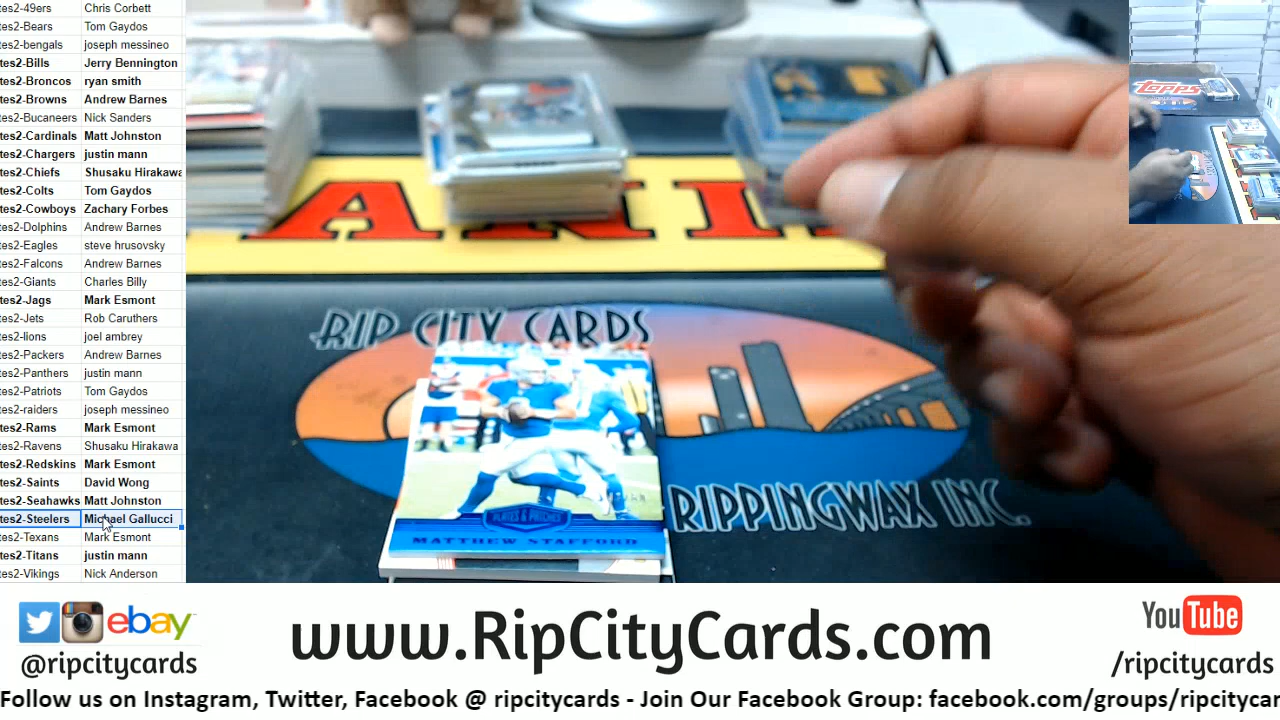 tes2-49ers Chris Corbett
tes2-Bears Tom Gaydos
tes2-bengals joseph messineo
tes2-Bills Jerry Bennington
tes2-Broncos ryan smith
tes2-Browns Andrew Barnes
tes2-Bucaneers Nick Sanders
tes2-Cardinals Matt Johnston
tes2-Chargers justin mann
tes2-Chiefs Shusaku Hirakawa
tes2-Colts Tom Gaydos
tes2-Cowboys Zachary Forbes
tes2-Dolphins Andrew Barnes
tes2-Eagles steve hrusovsky
tes2-Falcons Andrew Barnes
tes2-Giants Charles Billy
tes2-Jags Mark Esmont
tes2-Jets Rob Caruthers
tes2-lions joel ambrey
tes2-Packers Andrew Barnes
tes2-Panthers justin mann
tes2-Patriots Tom Gaydos
tes2-raiders joseph messineo
tes2-Rams Mark Esmont
tes2-Ravens Shusaku Hirakawa
tes2-Redskins Mark Esmont
tes2-Saints David Wong
tes2-Seahawks Matt Johnston
tes2-Steelers Michael Gallucci
tes2-Texans Mark Esmont
tes2-Titans justin mann
tes2-Vikings Nick Anderson
TOPPS
RIP CITY CARDS
PLATES & PATCHES
MATTHEW STAFFORD
RIPPINGWAX INC.
ebay
@ripcitycards
www.RipCityCards.com
YouTube
/ripcitycards
Follow us on Instagram, Twitter, Facebook @ ripcitycards - Join Our Facebook Group: facebook.com/groups/ripcitycar